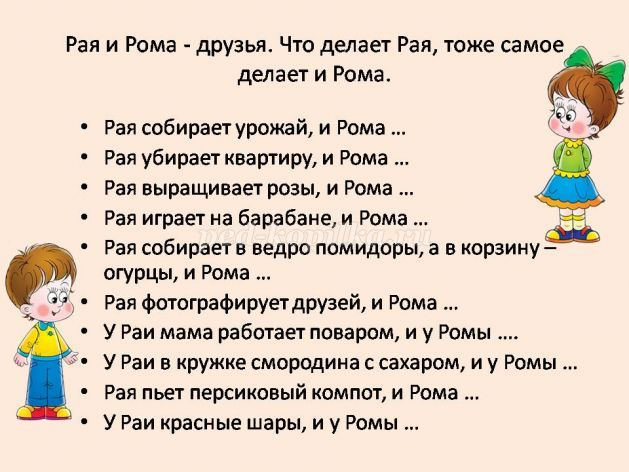 Рая и Рома - друзья. Что делает Рая, тоже самое
делает и Рома.
• Рая собирает урожай, и Рома ...
• Рая убирает квартиру, и Рома ...
• Рая выращивает розы, и Рома ...
• Рая играет на барабане, и Рома ...
• Рая собирает в ведро помидоры, а в корзину –
огурцы, и Рома ...
• Рая фотографирует друзей, и Рома ...
• У Раи мама работает поваром, и у Ромы ....
• У Раи в кружке смородина с сахаром, и у Ромы ...
• Рая пьет персиковый компот, и Рома ...
• У Раи красные шары, и у Ромы ...